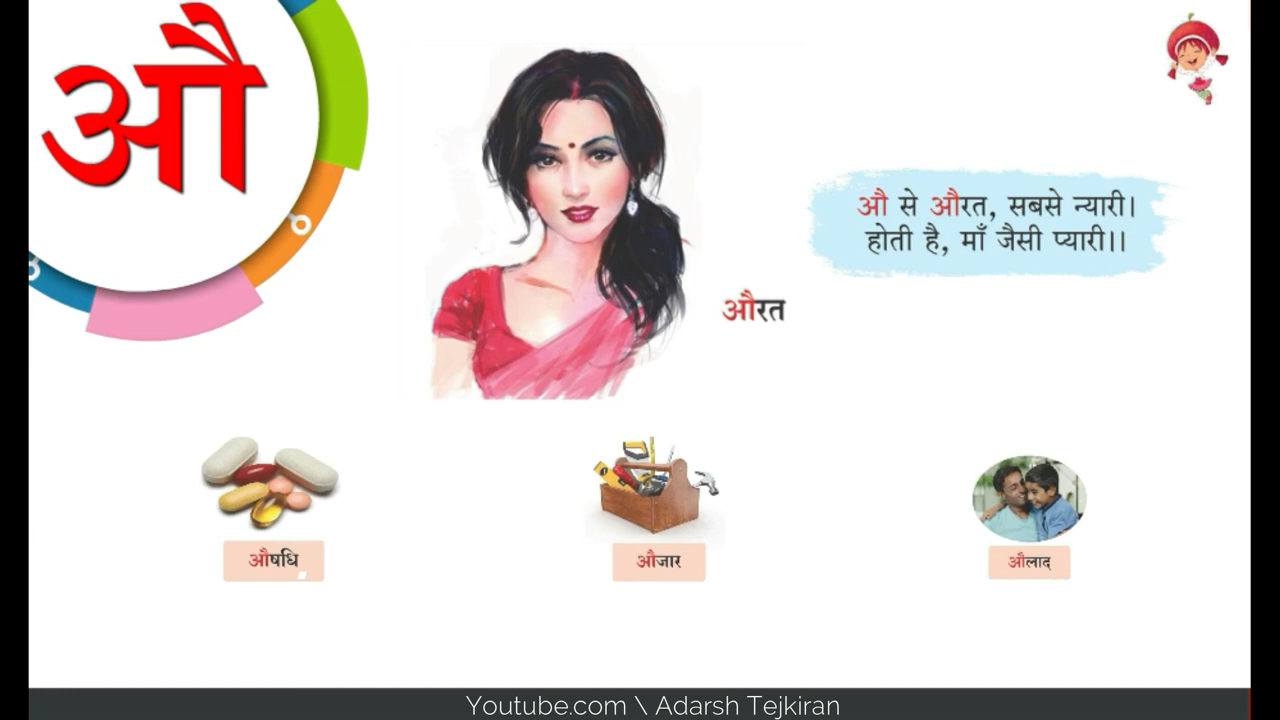 औ
औ से औरत, सबसे न्यारी।
होती है, माँ जैसी प्यारी।।
औरत
औषधि
औजार
औलाद
Youtube.com \ Adarsh Tejkiran